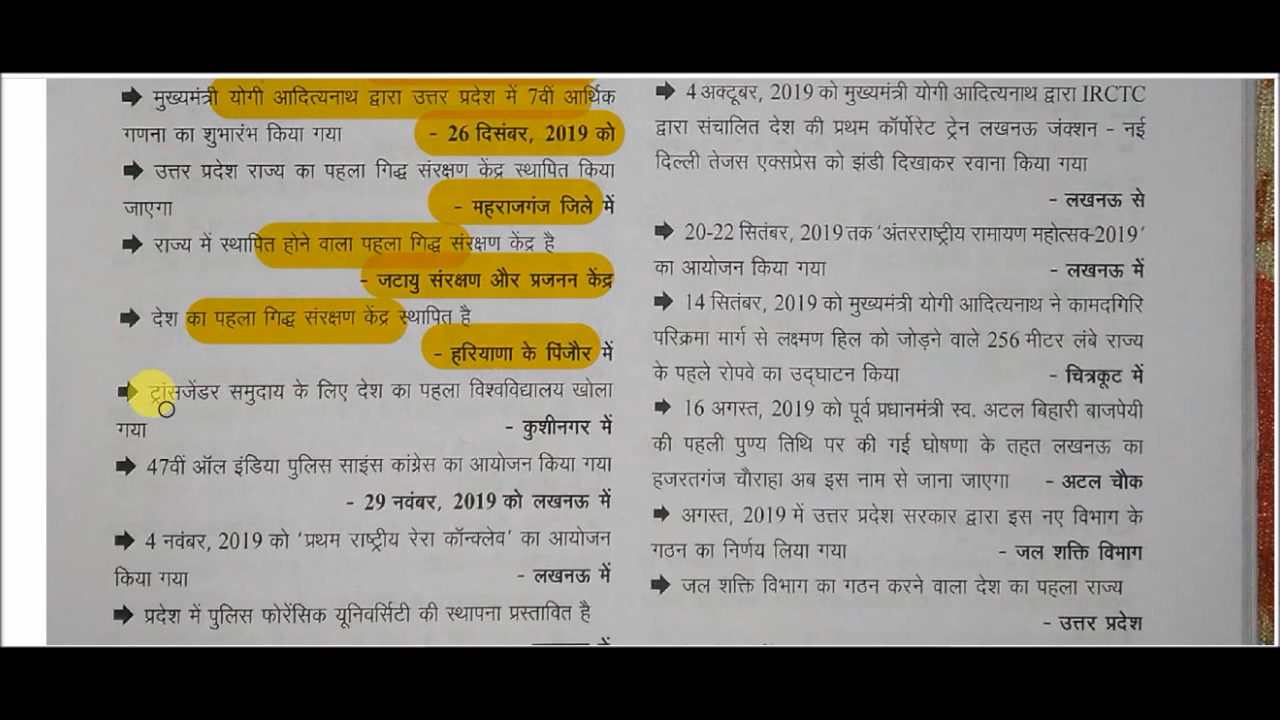 ➡ मुख्यमंत्री योगी आदित्यनाथ द्वारा उत्तर प्रदेश में 7वीं आर्थिक
गणना का शुभारंभ किया गया - 26 दिसंबर, 2019 को
➡ उत्तर प्रदेश राज्य का पहला गिद्ध संरक्षण केंद्र स्थापित किया
जाएगा - महराजगंज जिले में
➡ राज्य में स्थापित होने वाला पहला गिद्ध संरक्षण केंद्र है
- जटायु संरक्षण और प्रजनन केंद्र
➡ देश का पहला गिद्ध संरक्षण केंद्र स्थापित है
- हरियाणा के पिंजौर में
➡ ट्रांसजेंडर समुदाय के लिए देश का पहला विश्वविद्यालय खोला
गया - कुशीनगर में
➡ 47वीं ऑल इंडिया पुलिस साइंस कांग्रेस का आयोजन किया गया
- 29 नवंबर, 2019 को लखनऊ में
➡ 4 नवंबर, 2019 को 'प्रथम राष्ट्रीय रेरा कॉन्क्लेव' का आयोजन
किया गया - लखनऊ में
➡ प्रदेश में पुलिस फोरेंसिक यूनिवर्सिटी की स्थापना प्रस्तावित है
➡ 4 अक्टूबर, 2019 को मुख्यमंत्री योगी आदित्यनाथ द्वारा IRCTC
द्वारा संचालित देश की प्रथम कॉर्पोरेट ट्रेन लखनऊ जंक्शन - नई
दिल्ली तेजस एक्सप्रेस को झंडी दिखाकर रवाना किया गया
- लखनऊ से
➡ 20-22 सितंबर, 2019 तक 'अंतरराष्ट्रीय रामायण महोत्सव-2019'
का आयोजन किया गया - लखनऊ में
➡ 14 सितंबर, 2019 को मुख्यमंत्री योगी आदित्यनाथ ने कामदगिरि
परिक्रमा मार्ग से लक्ष्मण हिल को जोड़ने वाले 256 मीटर लंबे राज्य
के पहले रोपवे का उद्घाटन किया - चित्रकूट में
➡ 16 अगस्त, 2019 को पूर्व प्रधानमंत्री स्व. अटल बिहारी बाजपेयी
की पहली पुण्य तिथि पर की गई घोषणा के तहत लखनऊ का
हजरतगंज चौराहा अब इस नाम से जाना जाएगा - अटल चौक
➡ अगस्त, 2019 में उत्तर प्रदेश सरकार द्वारा इस नए विभाग के
गठन का निर्णय लिया गया - जल शक्ति विभाग
➡ जल शक्ति विभाग का गठन करने वाला देश का पहला राज्य
- उत्तर प्रदेश